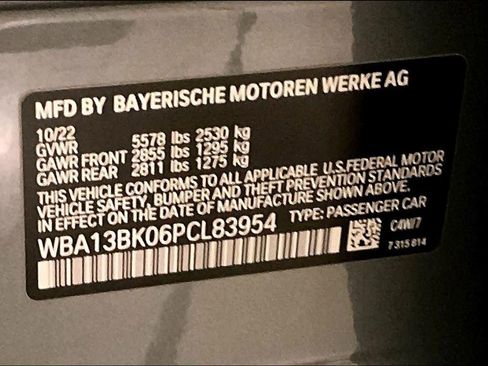 MFD BY BAYERISCHE MOTOREN WERKE AG
10/22
GVWR 5578 lbs 2530 kg
GAWR FRONT 2855 lbs 1295 kg
GAWR REAR 2811 lbs 1275 kg
THIS VEHICLE CONFORMS TO ALL APPLICABLE U.S.FEDERAL MOTOR
VEHICLE SAFETY, BUMPER AND THEFT PREVENTION STANDARDS
IN EFFECT ON THE DATE OF MANUFACTURE SHOWN ABOVE.
WBA13BK06PCL83954 TYPE: PASSENGER CAR
C4W/7
7 315 814